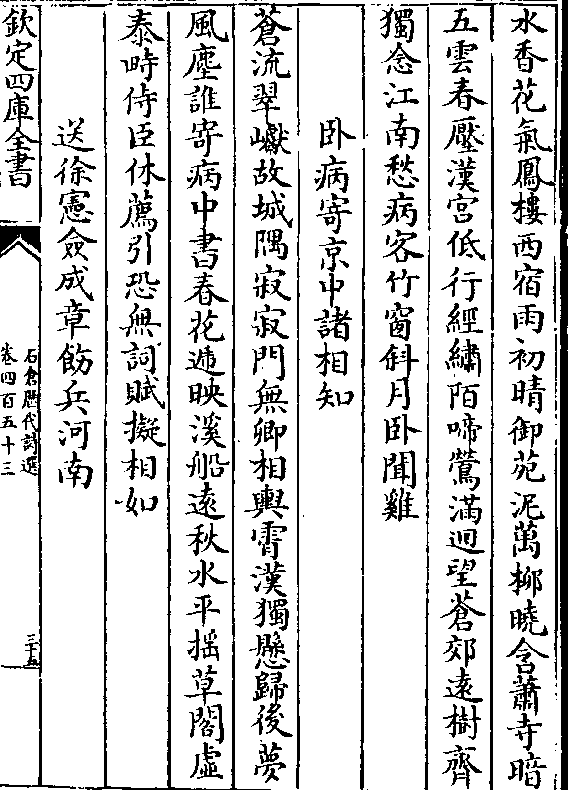 水香花氣鳳樓西宿雨初晴御苑泥萬柳曉含蕭寺暗
五雲春壓漢宮低行經繡陌啼鶯滿迴望蒼郊遠樹齊
獨念江南愁病客竹窗斜月卧聞雞
卧病寄京中諸相知
蒼流翠巘故城隅寂寂門無卿相輿霄漢獨懸歸後夢
風塵誰寄病中書春花遞映溪船遠秋水平揺草閣虛
泰畤侍臣休薦引恐無詞賦擬相如
送徐憲僉成章飭兵河南
欽定四庫全書
石倉歴代詩選
卷四百五十三
三十五